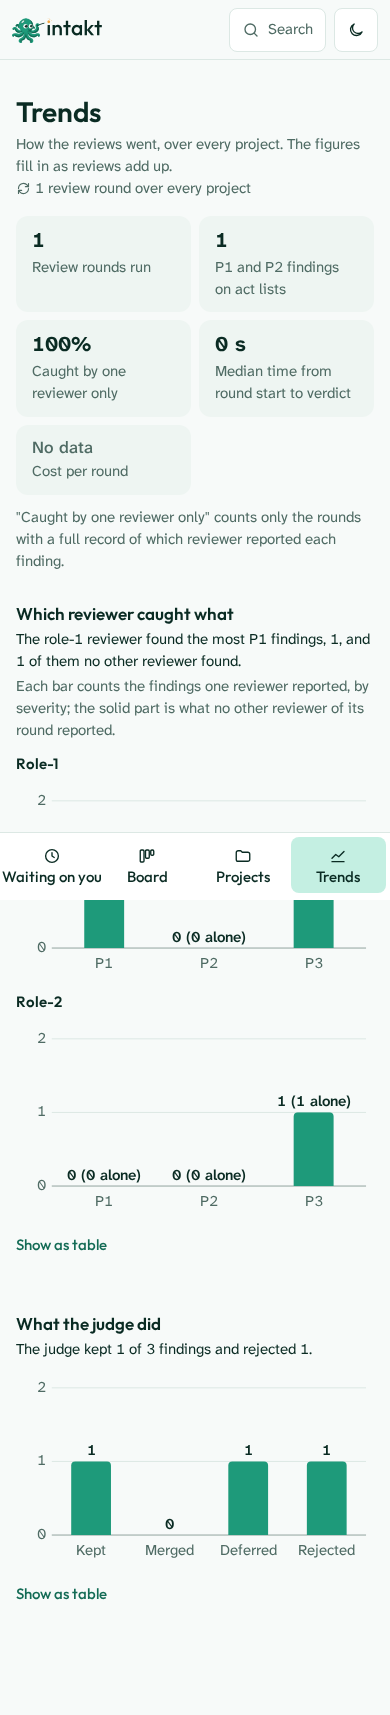 intakt
Search
Trends
How the reviews went, over every project. The figures
fill in as reviews add up.
1 review round over every project
1
Review rounds run
1
P1 and P2 findings
on act lists
100%
Caught by one
reviewer only
0 s
Median time from
round start to verdict
No data
Cost per round
"Caught by one reviewer only" counts only the rounds
with a full record of which reviewer reported each
finding.
Which reviewer caught what
The role-1 reviewer found the most P1 findings, 1, and
1 of them no other reviewer found.
Each bar counts the findings one reviewer reported, by
severity; the solid part is what no other reviewer of its
round reported.
Role-1
2
Waiting on you
Board
Projects
Trends
0 (0 alone)
0
P1 P2 P3
Role-2
2
1 (1 alone)
1
0 (0 alone) 0 (0 alone)
0
P1 P2 P3
Show as table
What the judge did
The judge kept 1 of 3 findings and rejected 1.
2
1 1 1
1
0
0
Kept Merged Deferred Rejected
Show as table